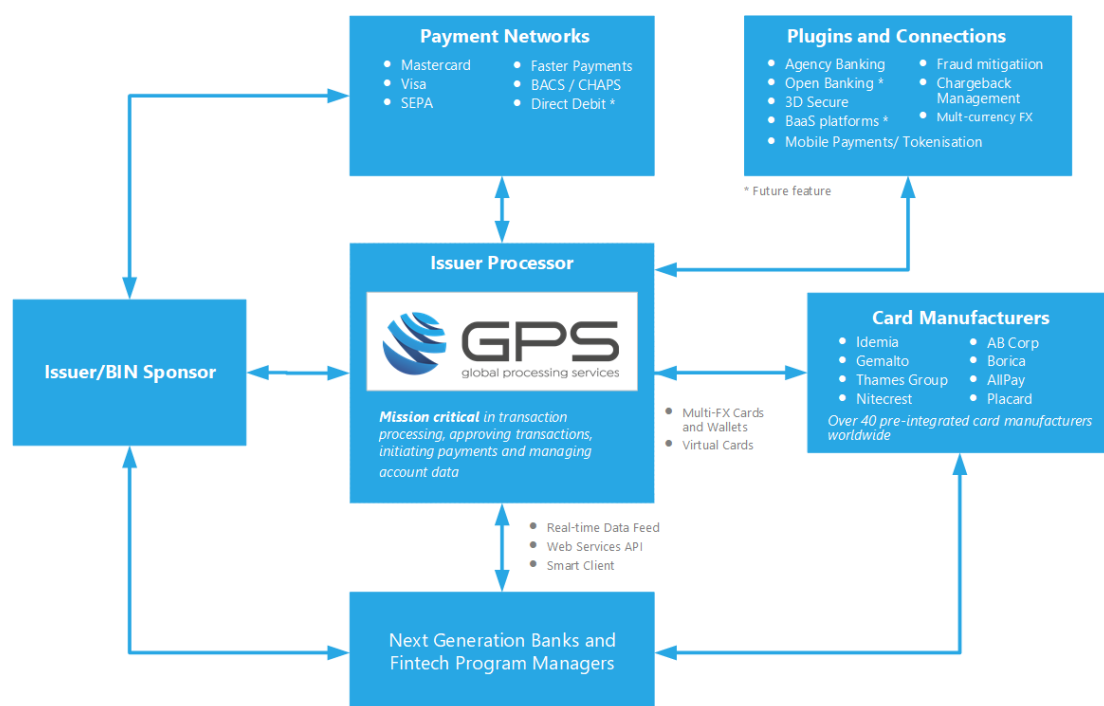 Payment Networks
Mastercard
Visa
SEPA
Faster Payments
BACS / CHAPS
Direct Debit *
Plugins and Connections
Agency Banking
Open Banking *
3D Secure
BaaS platforms *
Mobile Payments/ Tokenisation
Fraud mitigatiion
Chargeback
Management
Mult-currency FX
* Future feature
Issuer Processor
GPS
global processing services
Mission critical in transaction
processing, approving transactions,
initiating payments and managing
account data
Issuer/BIN Sponsor
Card Manufacturers
Idemia
Gemalto
Thames Group
Nitecrest
AB Corp
Borica
AllPay
Placard
Over 40 pre-integrated card manufacturers
worldwide
Multi-FX Cards
and Wallets
Virtual Cards
Real-time Data Feed
Web Services API
Smart Client
Next Generation Banks and
Fintech Program Managers